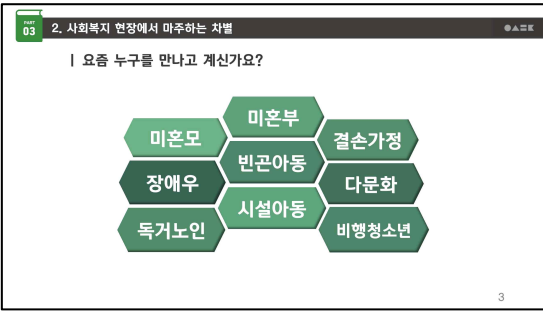 PART
03
2. 사회복지 현장에서 마주하는 차별
| 요즘 누구를 만나고 계신가요?
미혼부
미혼모
결손가정
빈곤아동
장애우
다문화
시설아동
독거노인
비행청소년
3